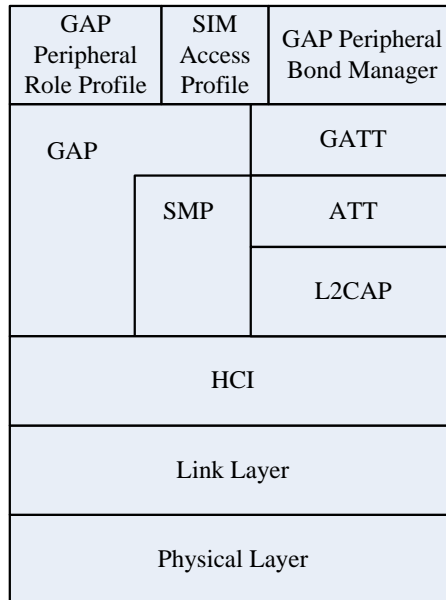 GAP
Peripheral
Role Profile
SIM
Access
Profile
GAP Peripheral
Bond Manager
GAP
GATT
SMP
ATT
L2CAP
HCI
Link Layer
Physical Layer